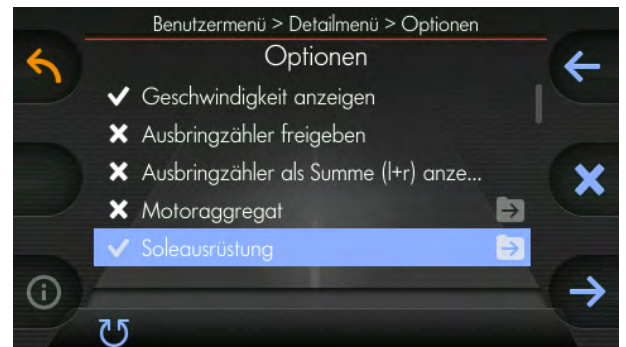 Benutzermenü > Detailmenü > Optionen
Optionen
Geschwindigkeit anzeigen
Ausbringzähler freigeben
Ausbringzähler als Summe (l+r) anze...
Motoraggregat
Soleausrüstung